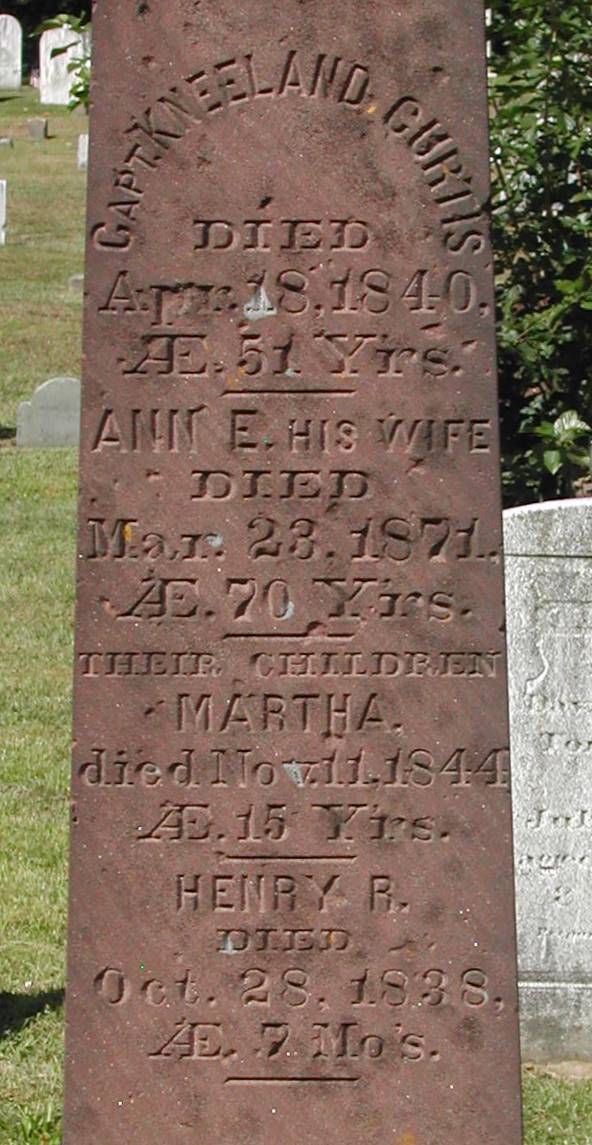 CAPT. KNEELAND CURTIS
DIED
Apr. 18, 1840,
Æ. 51 Yrs.
ANN E. HIS WIFE
DIED
Mar. 23, 1871.
Æ. 70 Yrs.
THEIR CHILDREN
MARTHA.
died Nov. 11, 1844
Æ. 15 Yrs.
HENRY R.
DIED
Oct. 28, 1838,
Æ. 7 Mo's.